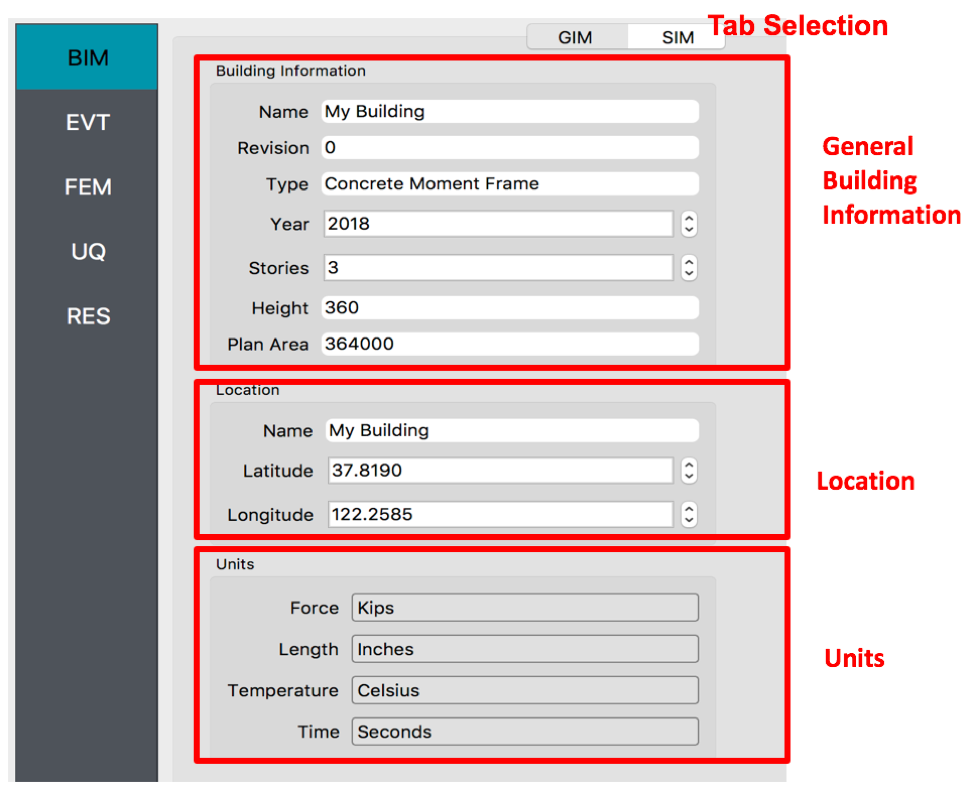 Tab Selection
GIM SIM
BIM
EVT
FEM
UQ
RES
Building Information
Name My Building
Revision 0
Type Concrete Moment Frame
Year 2018
Stories 3
Height 360
Plan Area 364000
General
Building
Information
Location
Name My Building
Latitude 37.8190
Longitude 122.2585
Location
Units
Force Kips
Length Inches
Temperature Celsius
Time Seconds
Units